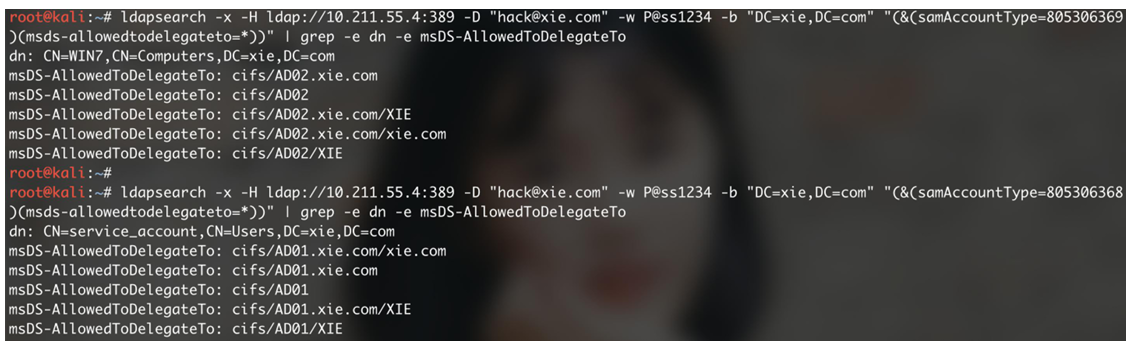 root@kali:~# ldapsearch -x -H ldap://10.211.55.4:389 -D "hack@xie.com" -w P@ss1234 -b "DC=xie,DC=com" "(&(samAccountType=805306369
)(msds-allowedtodelegateto=*))" | grep -e dn -e msDS-AllowedToDelegateTo
dn: CN=WIN7,CN=Computers,DC=xie,DC=com
msDS-AllowedToDelegateTo: cifs/AD02.xie.com
msDS-AllowedToDelegateTo: cifs/AD02
msDS-AllowedToDelegateTo: cifs/AD02.xie.com/XIE
msDS-AllowedToDelegateTo: cifs/AD02.xie.com/xie.com
msDS-AllowedToDelegateTo: cifs/AD02/XIE
root@kali:~#
root@kali:~# ldapsearch -x -H ldap://10.211.55.4:389 -D "hack@xie.com" -w P@ss1234 -b "DC=xie,DC=com" "(&(samAccountType=805306368
)(msds-allowedtodelegateto=*))" | grep -e dn -e msDS-AllowedToDelegateTo
dn: CN=service_account,CN=Users,DC=xie,DC=com
msDS-AllowedToDelegateTo: cifs/AD01.xie.com/xie.com
msDS-AllowedToDelegateTo: cifs/AD01.xie.com
msDS-AllowedToDelegateTo: cifs/AD01
msDS-AllowedToDelegateTo: cifs/AD01.xie.com/XIE
msDS-AllowedToDelegateTo: cifs/AD01/XIE